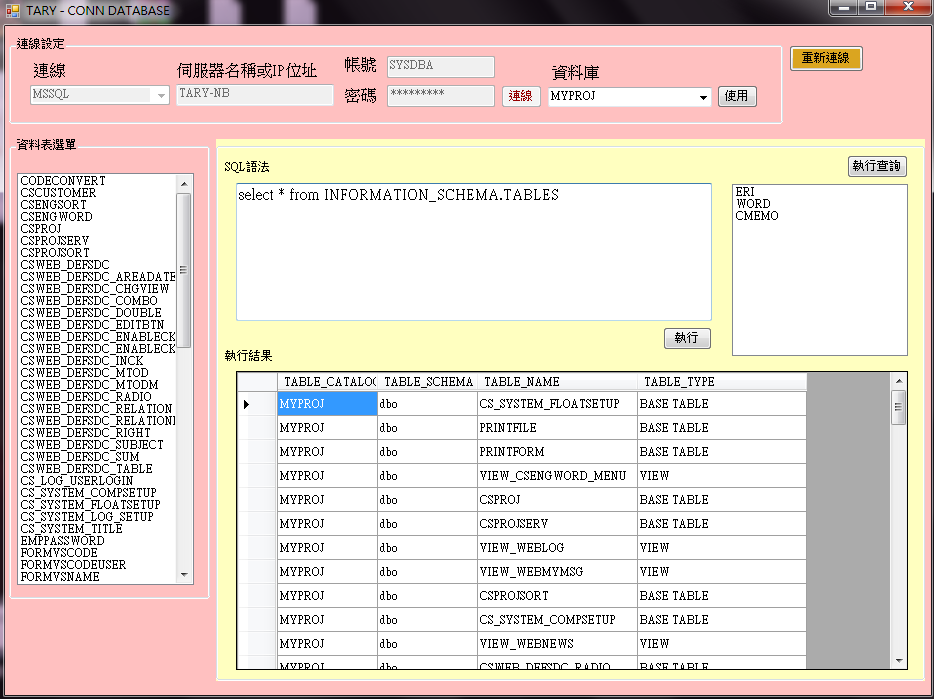 TARY - CONN DATABASE
連線設定
連線
伺服器名稱或IP位址
帳號
SYSDBA
資料庫
重新連線
MSSQL
TARY-NB
密碼
*********
連線
MYPROJ
使用
資料表選單
CODECONVERT
CSCUSTOMER
CSENGSORT
CSENGWORD
CSPROJ
CSPROJSERV
CSPROJSORT
CSWEB_DEFSDC
CSWEB_DEFSDC_AREADATE
CSWEB_DEFSDC_CHGVIEW
CSWEB_DEFSDC_COMBO
CSWEB_DEFSDC_DOUBLE
CSWEB_DEFSDC_EDITBTN
CSWEB_DEFSDC_ENABLECK
CSWEB_DEFSDC_ENABLECK
CSWEB_DEFSDC_INCK
CSWEB_DEFSDC_MTOD
CSWEB_DEFSDC_MTODM
CSWEB_DEFSDC_RADIO
CSWEB_DEFSDC_RELATION
CSWEB_DEFSDC_RELATION
CSWEB_DEFSDC_RIGHT
CSWEB_DEFSDC_SUBJECT
CSWEB_DEFSDC_SUM
CSWEB_DEFSDC_TABLE
CS_LOG_USERLOGIN
CS_SYSTEM_COMPSETUP
CS_SYSTEM_FLOATSETUP
CS_SYSTEM_LOG_SETUP
CS_SYSTEM_TITLE
EMPPASSWORD
FORMVSCODE
FORMVSCODEUSER
FORMVSNAME
SQL語法
執行查詢
select * from INFORMATION_SCHEMA.TABLES
ERI
WORD
CMEMO
執行
執行結果
TABLE_CATALOG TABLE_SCHEMA TABLE_NAME TABLE_TYPE
MYPROJ dbo CS_SYSTEM_FLOATSETUP BASE TABLE
MYPROJ dbo PRINTFILE BASE TABLE
MYPROJ dbo PRINTFORM BASE TABLE
MYPROJ dbo VIEW_CSENGWORD_MENU VIEW
MYPROJ dbo CSPROJ BASE TABLE
MYPROJ dbo CSPROJSERV BASE TABLE
MYPROJ dbo VIEW_WEBLOG VIEW
MYPROJ dbo VIEW_WEBMYMSG VIEW
MYPROJ dbo CSPROJSORT BASE TABLE
MYPROJ dbo CS_SYSTEM_COMPSETUP BASE TABLE
MYPROJ dbo VIEW_WEBNEWS VIEW
MYPROJ dbo CSWEB_DEFSDC_RADIO BASE TABLE